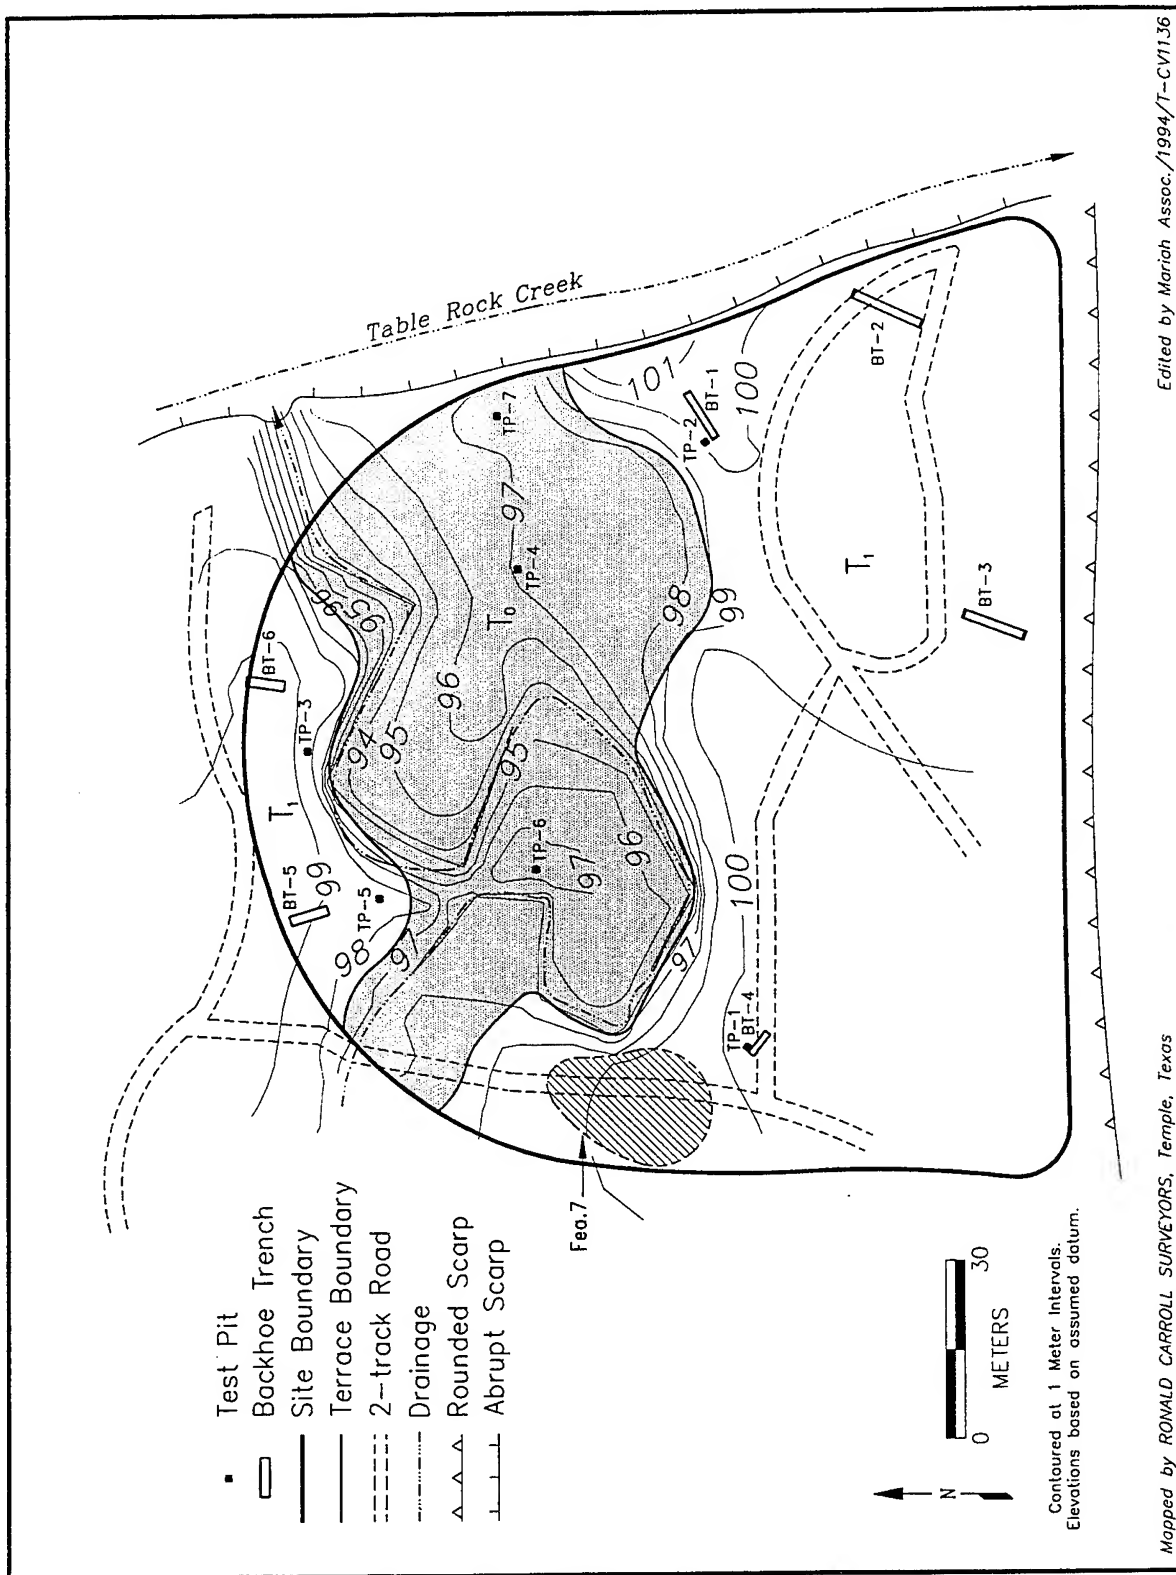 Test Pit
Backhoe Trench
Site Boundary
Terrace Boundary
2-track Road
Drainage
Rounded Scarp
Abrupt Scarp
Table Rock Creek
BT-6
TP-3
T1
BT-5
99
TP-5
98
97
96
95
94
95
96
T0
97
TP-7
TP-4
95
TP-6
97
96
98
99
97
100
101
100
TP-2
BT-1
BT-2
T1
BT-3
TP-1
BT-4
Fea.7
N
0
30
METERS
Contoured at 1 Meter Intervals.
Elevations based on assumed datum.
Mapped by RONALD CARROLL SURVEYORS, Temple, Texas
Edited by Mariah Assoc./1994/T-CV1136